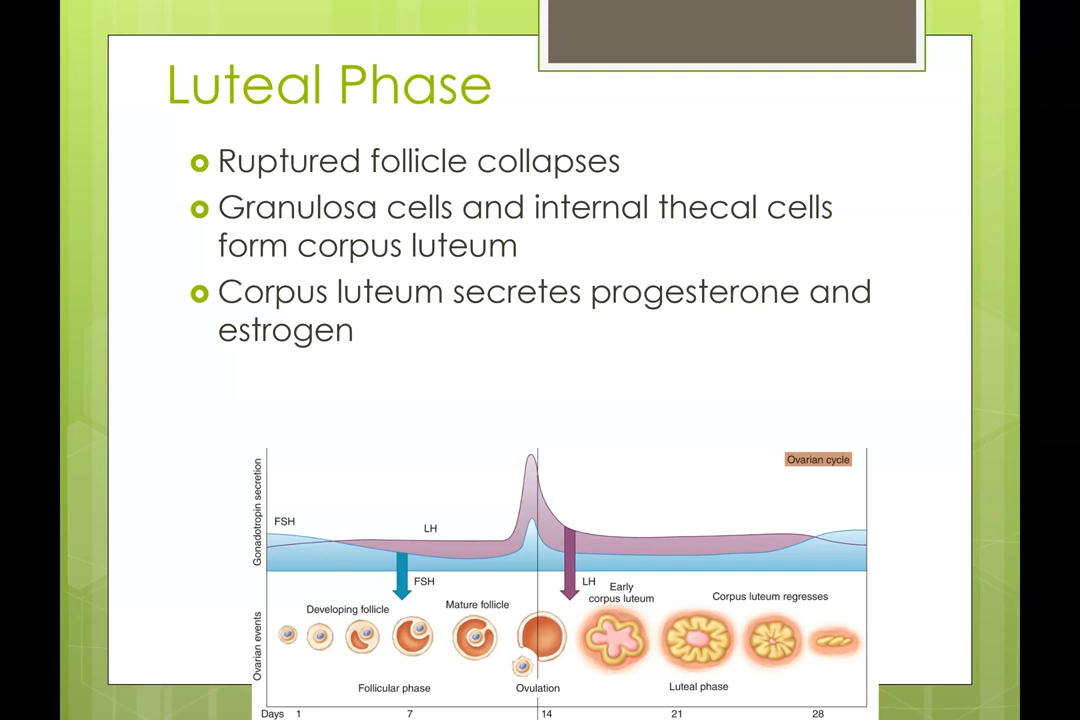 Luteal Phase
Ruptured follicle collapses
Granulosa cells and internal thecal cells
form corpus luteum
Corpus luteum secretes progesterone and
estrogen
Gonadotropin secretion
Ovarian cycle
FSH
LH
FSH
LH
Ovarian events
Developing follicle
Mature follicle
Early
corpus luteum
Corpus luteum regresses
Follicular phase
Ovulation
Luteal phase
Days 1 7 14 21 28